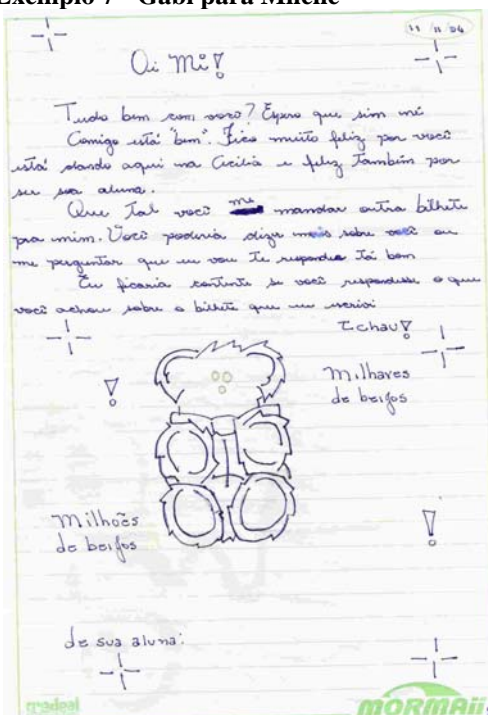 Exemplo 7 - Gabi para Milene
11/11/04
Oi Mi!
Tudo bem com você? Espero que sim né
Comigo está "bem". Fico muito feliz por você
está dando aqui na Cecilia e feliz também por
ser sua aluna.
Que tal você me mandar outro bilhete
pra mim. Você poderia dizer mais sobre você ou
me perguntar que eu vou te responder tá bom
Eu ficaria contente se você respondesse o que
você achou sobre o bilhete que eu escrevi
Tchau!
Milhares
de beijos
!
Milhões
de beijos
!
de sua aluna:
credeal
MORMAII